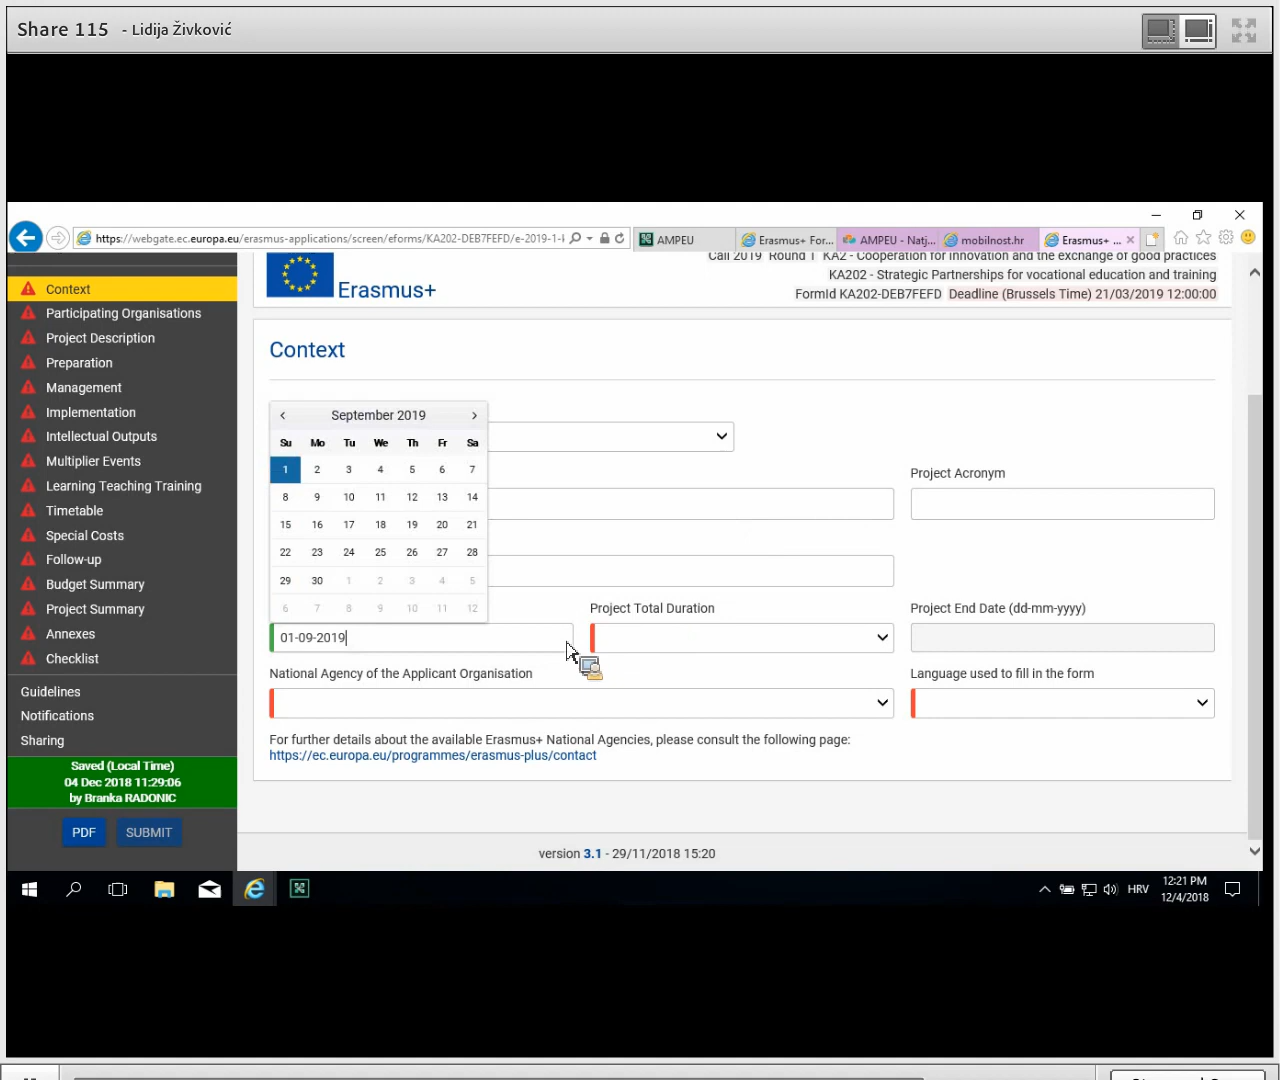 Share 115 - Lidija Živković
https://webgate.ec.europa.eu/erasmus-applications/screen/eforms/KA202-DEB7FEFD/e-2019-1-
AMPEU
Erasmus+ For...
AMPEU - Natj...
mobilnost.hr
Erasmus+ ...
Erasmus+
Call 2019 Round 1 KA2 - Cooperation for innovation and the exchange of good practices
KA202 - Strategic Partnerships for vocational education and training
FormId KA202-DEB7FEFD Deadline (Brussels Time) 21/03/2019 12:00:00
Context
Participating Organisations
Project Description
Preparation
Management
Implementation
Intellectual Outputs
Multiplier Events
Learning Teaching Training
Timetable
Special Costs
Follow-up
Budget Summary
Project Summary
Annexes
Checklist
Guidelines
Notifications
Sharing
Saved (Local Time)
04 Dec 2018 11:29:06
by Branka RADONIC
PDF SUBMIT
Context
September 2019
Su Mo Tu We Th Fr Sa
1 2 3 4 5 6 7
8 9 10 11 12 13 14
15 16 17 18 19 20 21
22 23 24 25 26 27 28
29 30 1 2 3 4 5
6 7 8 9 10 11 12
Project Acronym
Project Total Duration
Project End Date (dd-mm-yyyy)
01-09-2019
National Agency of the Applicant Organisation
Language used to fill in the form
For further details about the available Erasmus+ National Agencies, please consult the following page:
https://ec.europa.eu/programmes/erasmus-plus/contact
version 3.1 - 29/11/2018 15:20
HRV
12:21 PM
12/4/2018